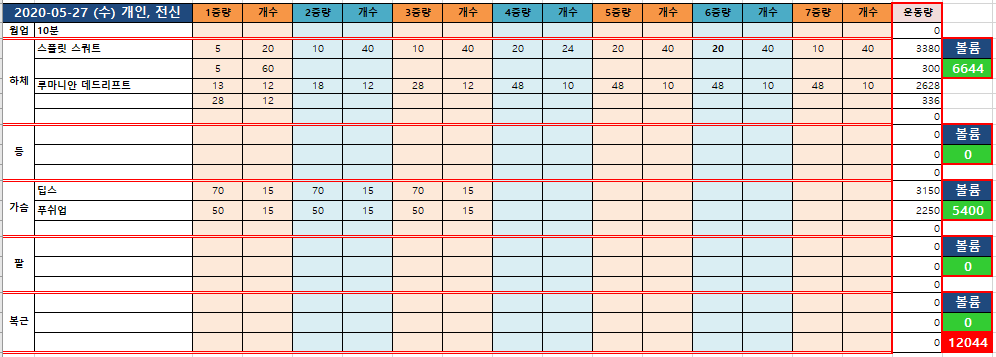 2020-05-27 (수) 개인, 전신 1중량 개수 2중량 개수 3중량 개수 4중량 개수 5중량 개수 6중량 개수 7중량 개수 운동량
웜업 10분 0
스플릿 스쿼트 5 20 10 40 10 40 20 24 20 40 20 40 10 40 3380 볼륨
5 60 300 6644
하체 루마니안 데드리프트 13 12 18 12 28 12 48 10 48 10 48 10 48 10 2628
28 12 336
0
0 볼륨
등 0 0
0
딥스 70 15 70 15 70 15 3150 볼륨
가슴 푸쉬업 50 15 50 15 50 15 2250 5400
0
0 볼륨
팔 0 0
0
0 볼륨
복근 0 0
0 12044